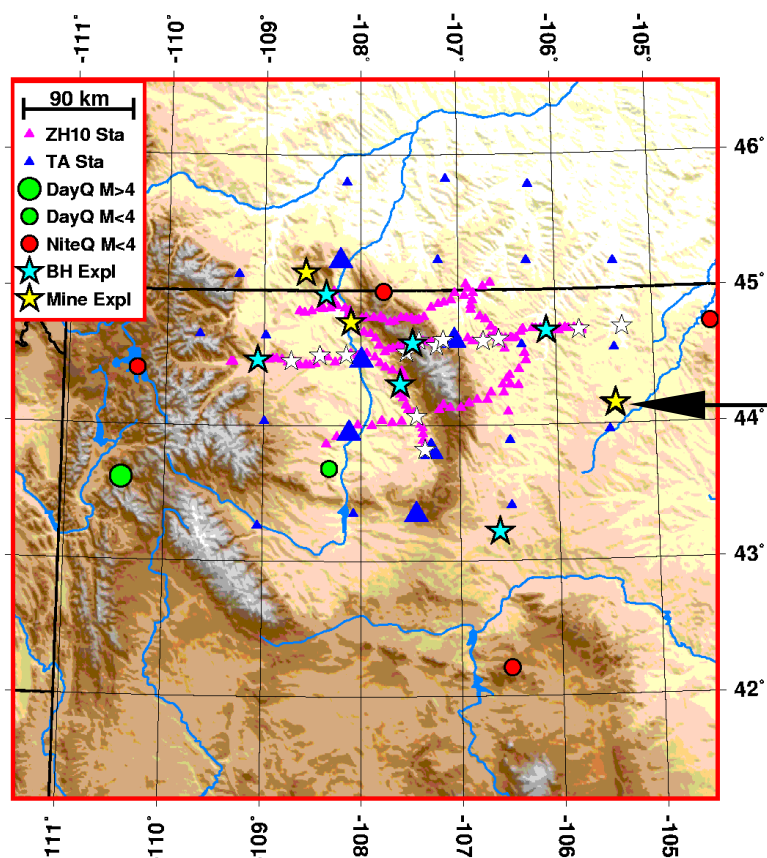 -111° -110° -109° -108° -107° -106° -105°
90 km
ZH10 Sta
TA Sta
DayQ M>4
DayQ M<4
NiteQ M<4
BH Expl
Mine Expl
46°
45°
44°
43°
42°
-111° -110° -109° -108° -107° -106° -105°